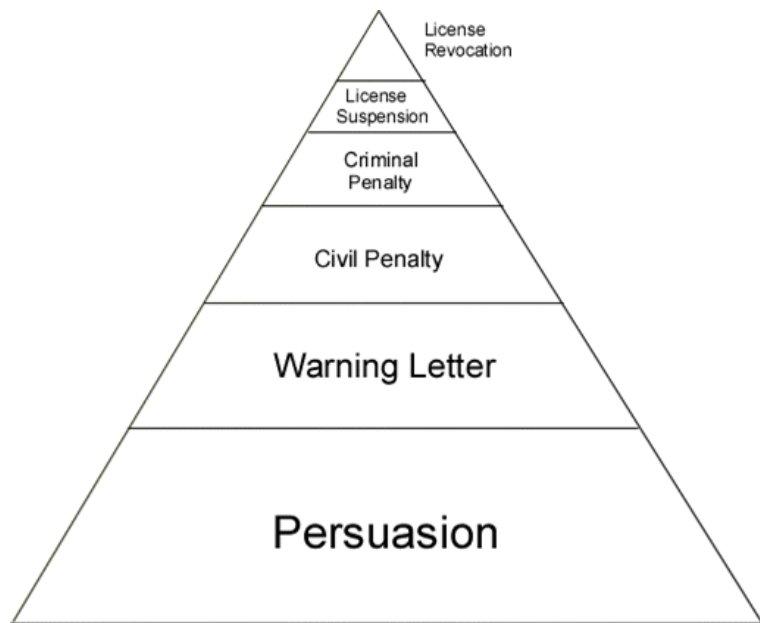 License
Revocation
License
Suspension
Criminal
Penalty
Civil Penalty
Warning Letter
Persuasion